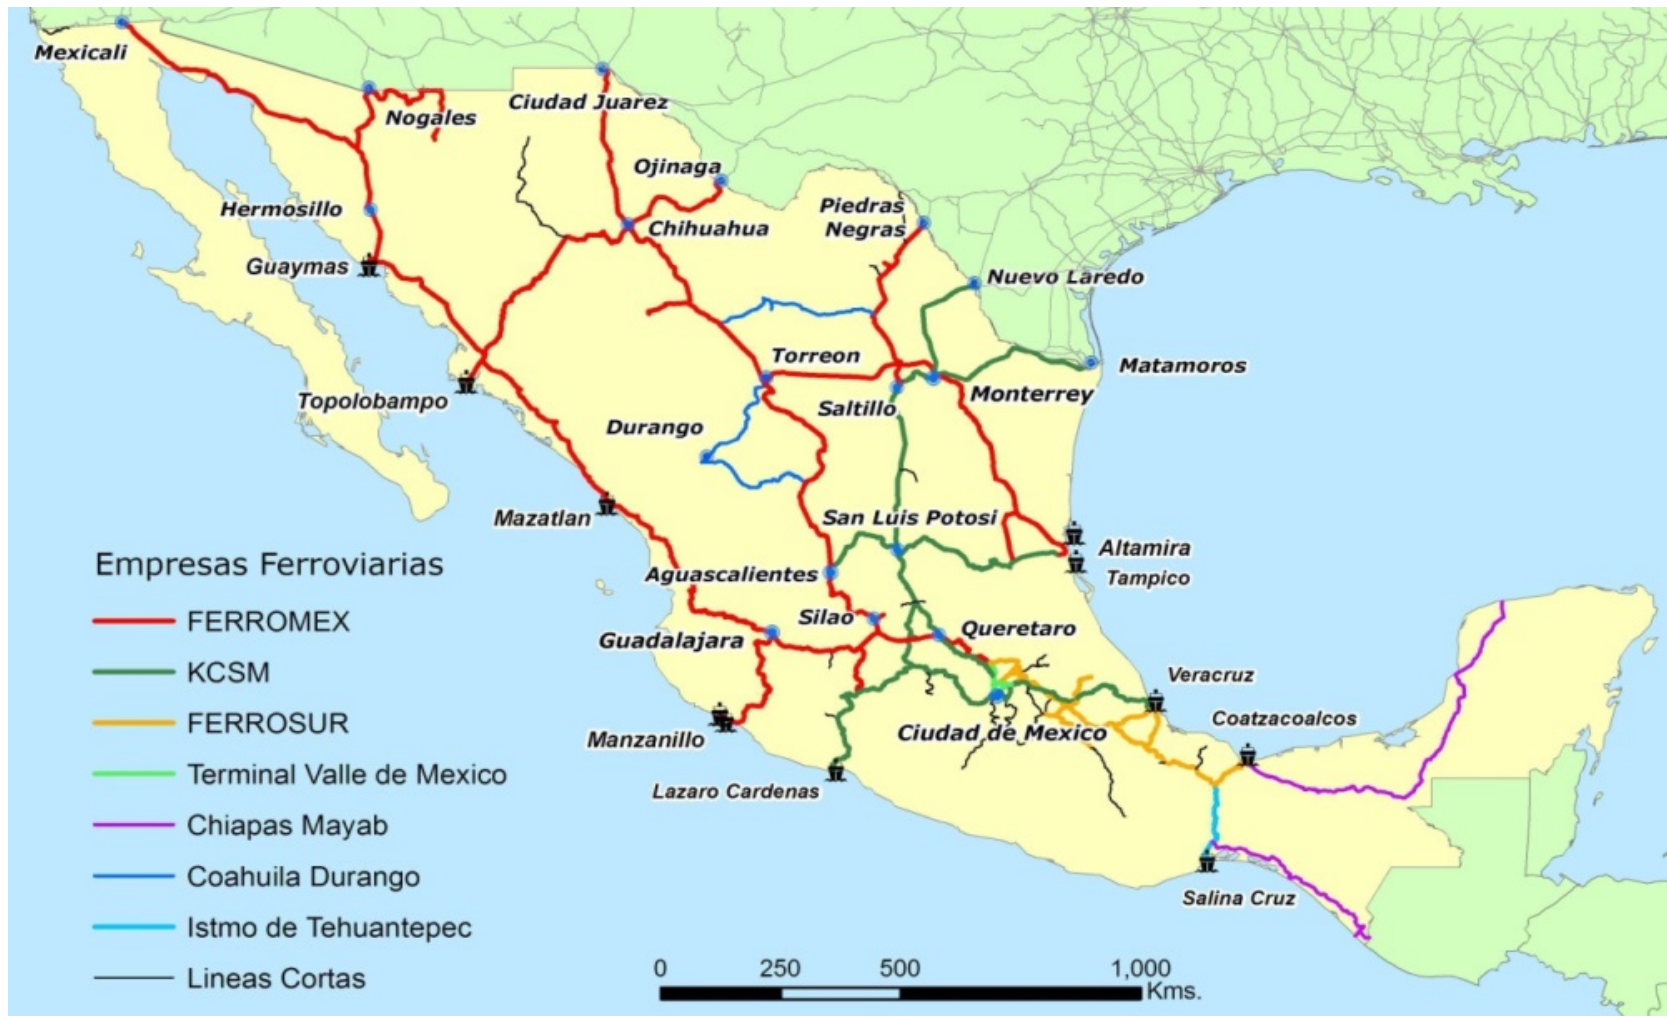 Mexicali
Nogales
Ciudad Juarez
Ojinaga
Hermosillo
Chihuahua
Piedras
Negras
Guaymas
Nuevo Laredo
Torreon
Matamoros
Topolobampo
Saltillo
Monterrey
Durango
Mazatlan
San Luis Potosi
Altamira
Tampico
Aguascalientes
Silao
Queretaro
Guadalajara
Veracruz
Coatzacoalcos
Manzanillo
Ciudad de Mexico
Lazaro Cardenas
Salina Cruz
Empresas Ferroviarias
FERROMEX
KCSM
FERROSUR
Terminal Valle de Mexico
Chiapas Mayab
Coahuila Durango
Istmo de Tehuantepec
Lineas Cortas
0 250 500 1,000
Kms.